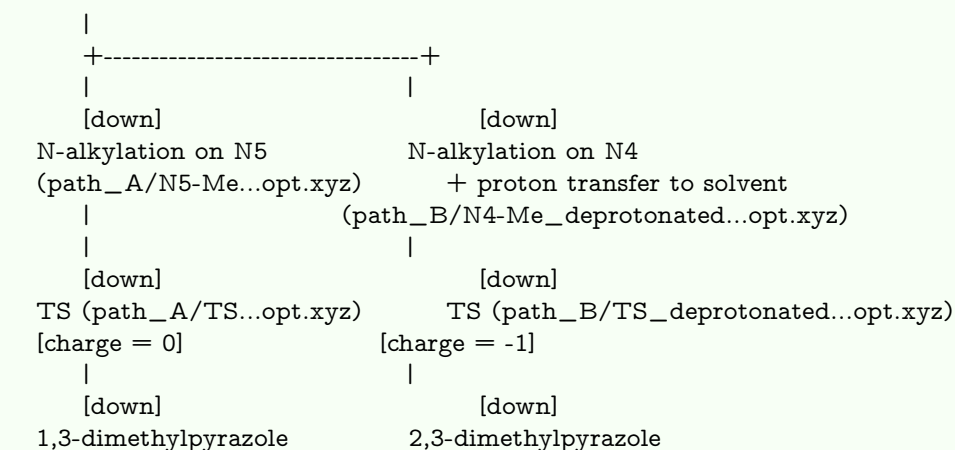 |
+----------------------------------+
| |
[down] [down]
N-alkylation on N5 N-alkylation on N4
(path_A/N5-Me...opt.xyz) + proton transfer to solvent
| (path_B/N4-Me_deprotonated...opt.xyz)
| |
[down] [down]
TS (path_A/TS...opt.xyz) TS (path_B/TS_deprotonated...opt.xyz)
[charge = 0] [charge = -1]
| |
[down] [down]
1,3-dimethylpyrazole 2,3-dimethylpyrazole